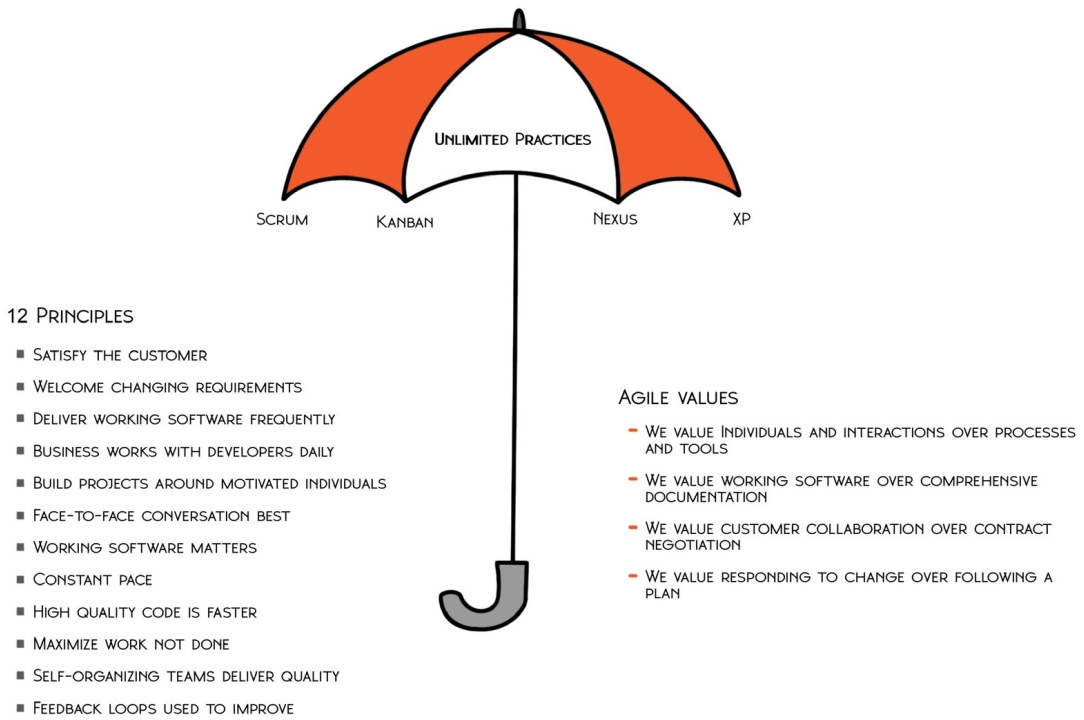 Unlimited Practices
Scrum
Kanban
Nexus
XP
12 Principles
Satisfy the customer
Welcome changing requirements
Deliver working software frequently
Business works with developers daily
Build projects around motivated individuals
Face-to-face conversation best
Working software matters
Constant pace
High quality code is faster
Maximize work not done
Self-organizing teams deliver quality
Feedback loops used to improve
Agile values
We value Individuals and interactions over processes
and tools
We value working software over comprehensive
documentation
We value customer collaboration over contract
negotiation
We value responding to change over following a
plan